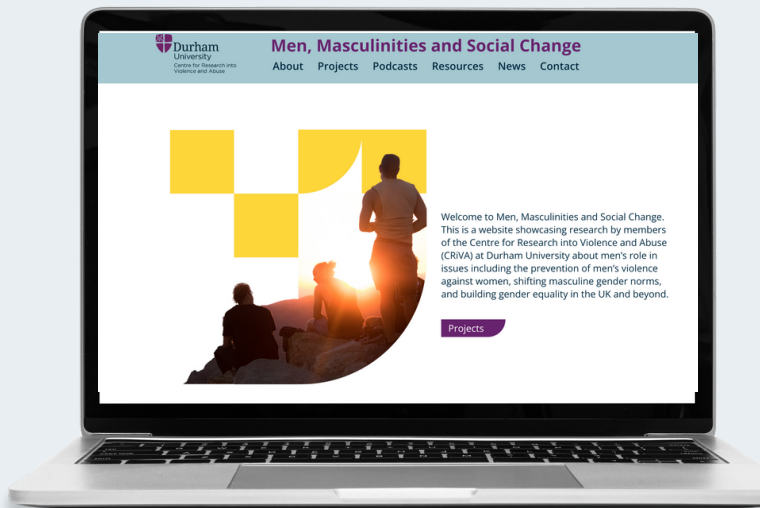 Durham
University
Centre for Research into
Violence and Abuse
Men, Masculinities and Social Change
About Projects Podcasts Resources News Contact
Welcome to Men, Masculinities and Social Change.
This is a website showcasing research by members
of the Centre for Research into Violence and Abuse
(CRiVA) at Durham University about men's role in
issues including the prevention of men's violence
against women, shifting masculine gender norms,
and building gender equality in the UK and beyond.
Projects